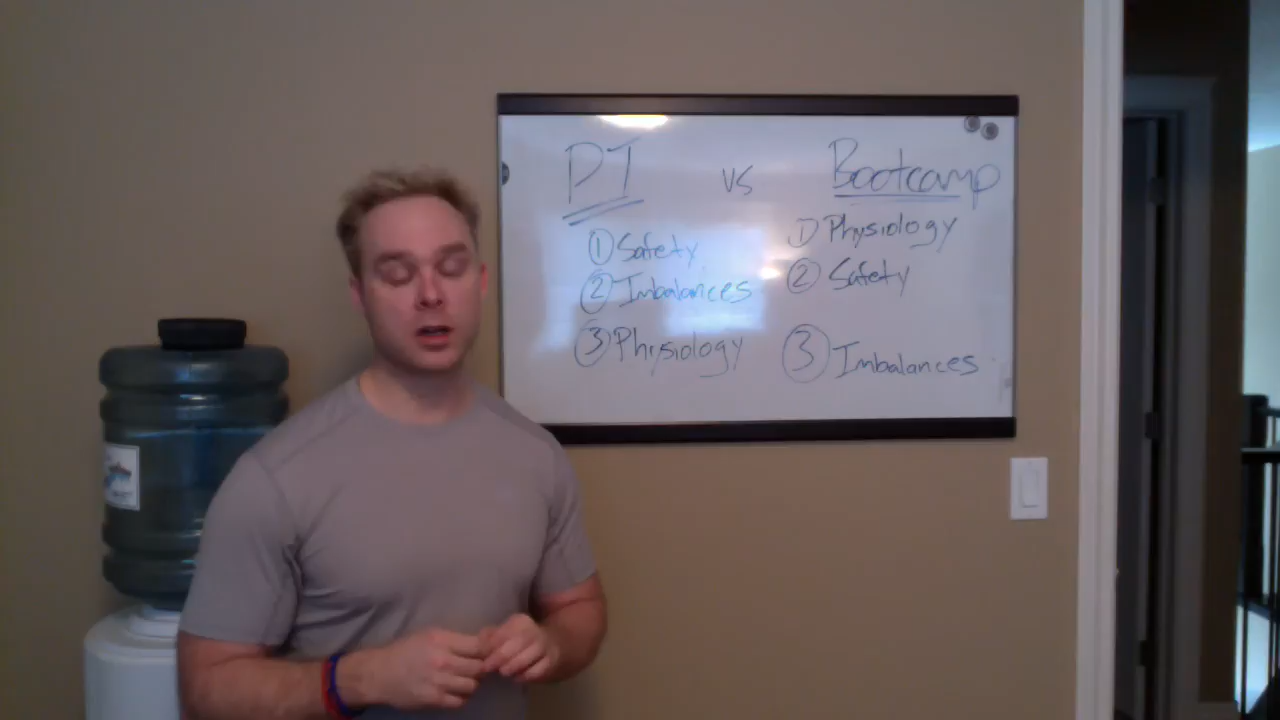 PT vs Bootcamp
① Safety
② Imbalances
③ Physiology
① Physiology
② Safety
③ Imbalances